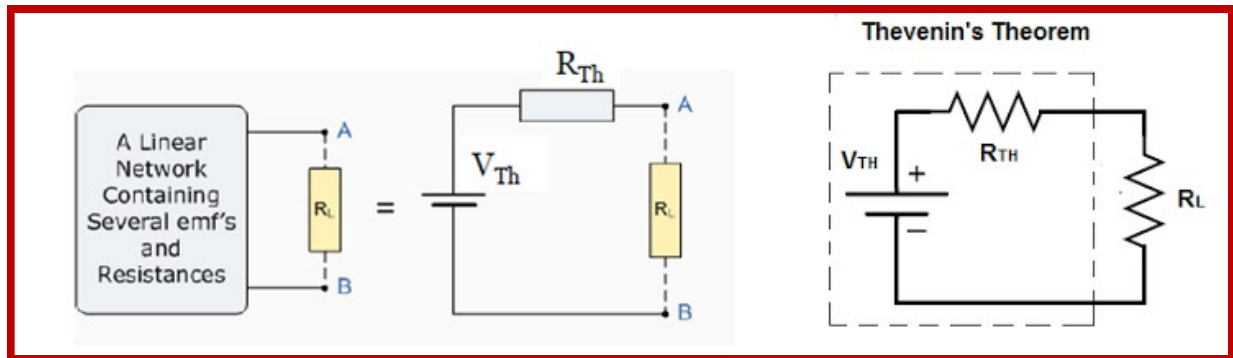 Thevenin's Theorem
A Linear
Network
Containing
Several emf's
and
Resistances
A
RL
B
=
RTh
VTh
A
RL
B
VTH
+
−
RTH
RL